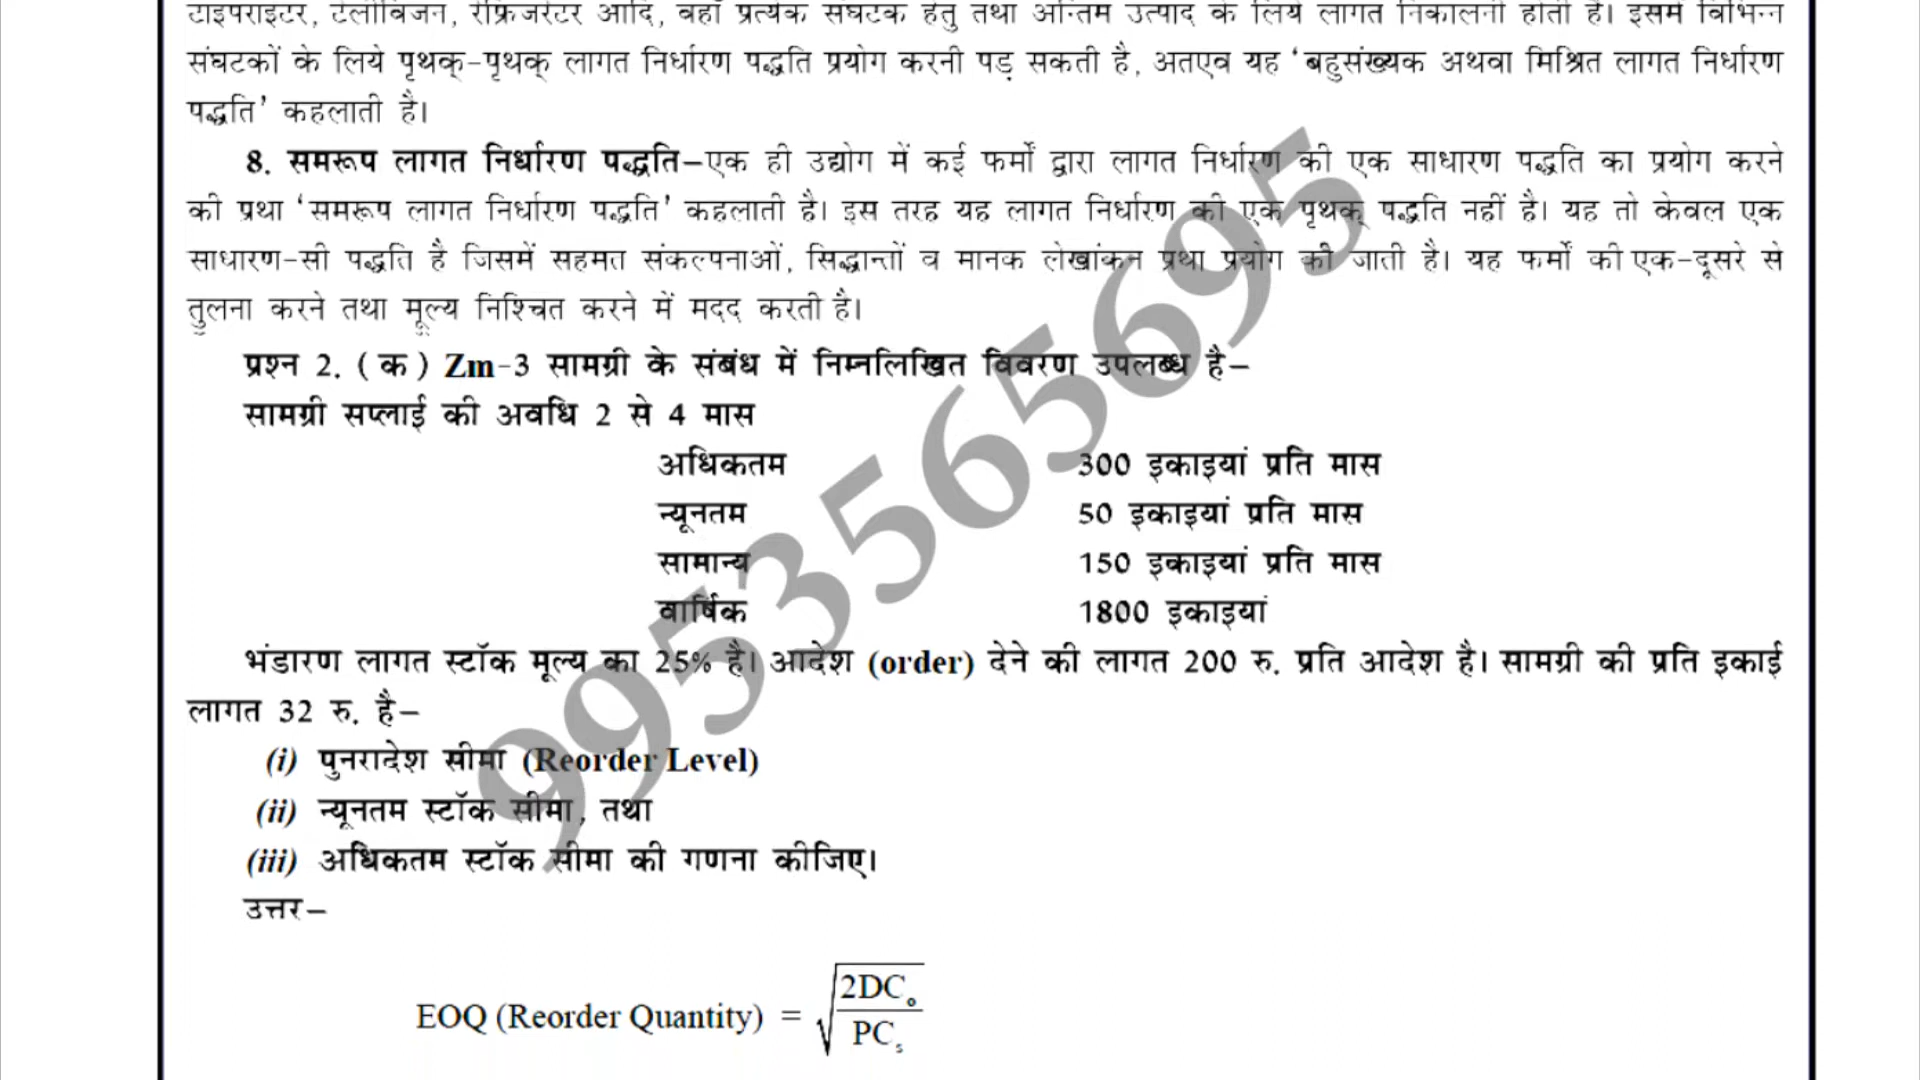 टाइपराइटर, टेलीविजन, रेफ्रिजरेटर आदि, वहाँ प्रत्येक संघटक हेतु तथा अन्तिम उत्पाद के लिये लागत निकालनी होती है। इसमें विभिन्न
संघटकों के लिये पृथक्-पृथक् लागत निर्धारण पद्धति प्रयोग करनी पड़ सकती है, अतएव यह ‘बहुसंख्यक अथवा मिश्रित लागत निर्धारण
पद्धति’ कहलाती है।
8. समरूप लागत निर्धारण पद्धति–एक ही उद्योग में कई फर्मों द्वारा लागत निर्धारण की एक साधारण पद्धति का प्रयोग करने
की प्रथा ‘समरूप लागत निर्धारण पद्धति’ कहलाती है। इस तरह यह लागत निर्धारण की एक पृथक् पद्धति नहीं है। यह तो केवल एक
साधारण-सी पद्धति है जिसमें सहमत संकल्पनाओं, सिद्धान्तों व मानक लेखांकन प्रथा प्रयोग की जाती है। यह फर्मों की एक-दूसरे से
तुलना करने तथा मूल्य निश्चित करने में मदद करती है।
प्रश्न 2. (क) Zm-3 सामग्री के संबंध में निम्नलिखित विवरण उपलब्ध है–
सामग्री सप्लाई की अवधि 2 से 4 मास
अधिकतम 300 इकाइयां प्रति मास
न्यूनतम 50 इकाइयां प्रति मास
सामान्य 150 इकाइयां प्रति मास
वार्षिक 1800 इकाइयां
भंडारण लागत स्टॉक मूल्य का 25% है। आदेश (order) देने की लागत 200 रु. प्रति आदेश है। सामग्री की प्रति इकाई
लागत 32 रु. है–
(i) पुनरादेश सीमा (Reorder Level)
(ii) न्यूनतम स्टॉक सीमा, तथा
(iii) अधिकतम स्टॉक सीमा की गणना कीजिए।
उत्तर–
EOQ (Reorder Quantity) = √2DCₒ/PCₛ
9953565695